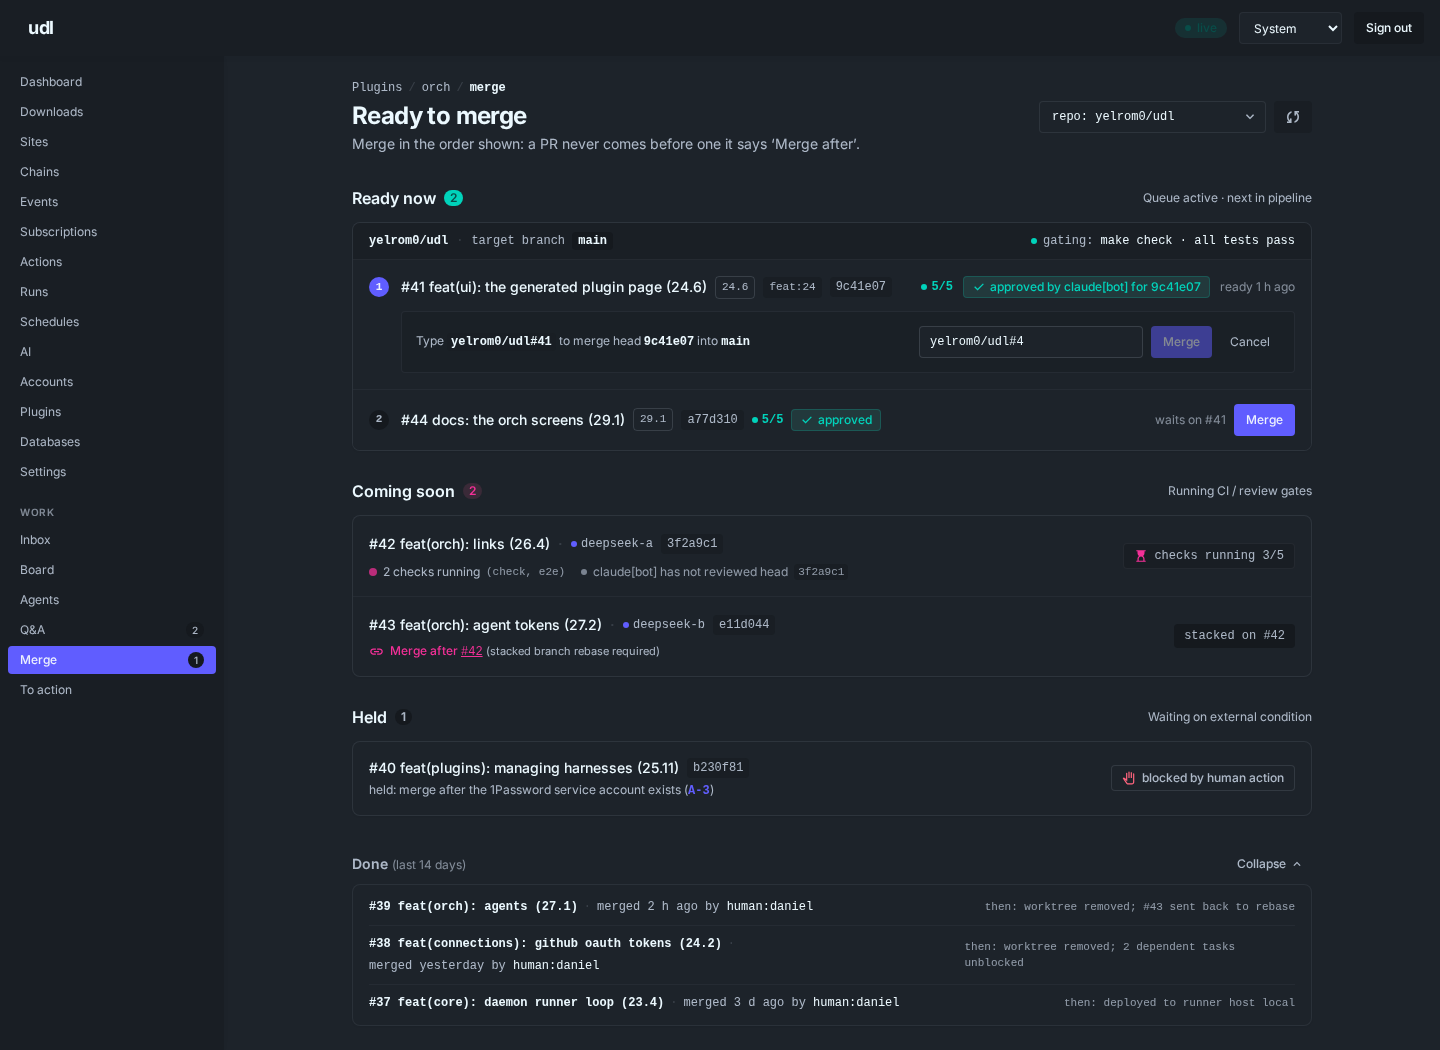 udl
live
System
Sign out
Dashboard
Downloads
Sites
Chains
Events
Subscriptions
Actions
Runs
Schedules
AI
Accounts
Plugins
Databases
Settings
WORK
Inbox
Board
Agents
Q&A 2
Merge 1
To action
Plugins / orch / merge
Ready to merge
repo: yelrom0/udl
Merge in the order shown: a PR never comes before one it says ‘Merge after’.
Ready now 2
Queue active · next in pipeline
yelrom0/udl · target branch main
gating: make check · all tests pass
1 #41 feat(ui): the generated plugin page (24.6) 24.6 feat:24 9c41e07 5/5 approved by claude[bot] for 9c41e07 ready 1 h ago
Type yelrom0/udl#41 to merge head 9c41e07 into main
yelrom0/udl#4
Merge
Cancel
2 #44 docs: the orch screens (29.1) 29.1 a77d310 5/5 approved
waits on #41
Merge
Coming soon 2
Running CI / review gates
#42 feat(orch): links (26.4) · deepseek-a 3f2a9c1
2 checks running (check, e2e) claude[bot] has not reviewed head 3f2a9c1
checks running 3/5
#43 feat(orch): agent tokens (27.2) · deepseek-b e11d044
Merge after #42 (stacked branch rebase required)
stacked on #42
Held 1
Waiting on external condition
#40 feat(plugins): managing harnesses (25.11) b230f81
held: merge after the 1Password service account exists (A-3)
blocked by human action
Done (last 14 days)
Collapse
#39 feat(orch): agents (27.1) · merged 2 h ago by human:daniel
then: worktree removed; #43 sent back to rebase
#38 feat(connections): github oauth tokens (24.2) ·
merged yesterday by human:daniel
then: worktree removed; 2 dependent tasks
unblocked
#37 feat(core): daemon runner loop (23.4) · merged 3 d ago by human:daniel
then: deployed to runner host local